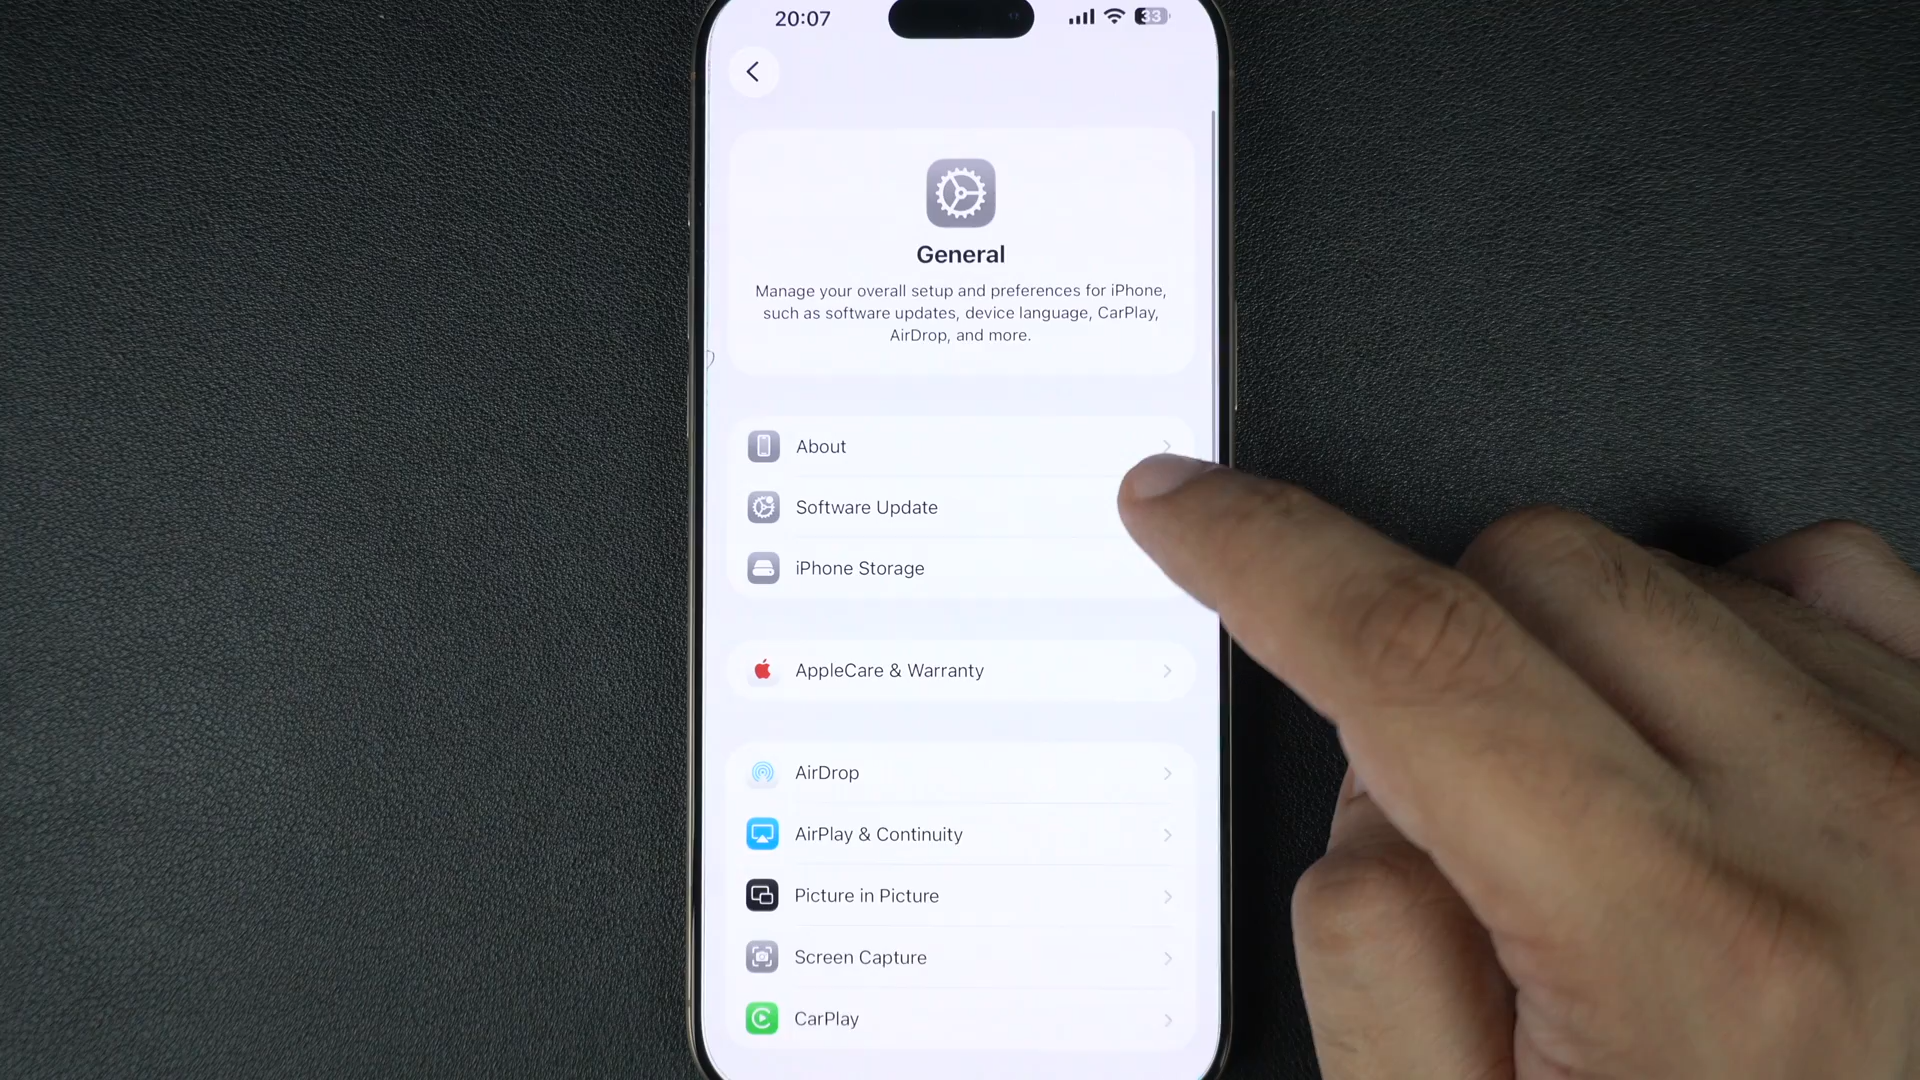 20:07
33
General
Manage your overall setup and preferences for iPhone,
such as software updates, device language, CarPlay,
AirDrop, and more.
About
Software Update
iPhone Storage
AppleCare & Warranty
AirDrop
AirPlay & Continuity
Picture in Picture
Screen Capture
CarPlay